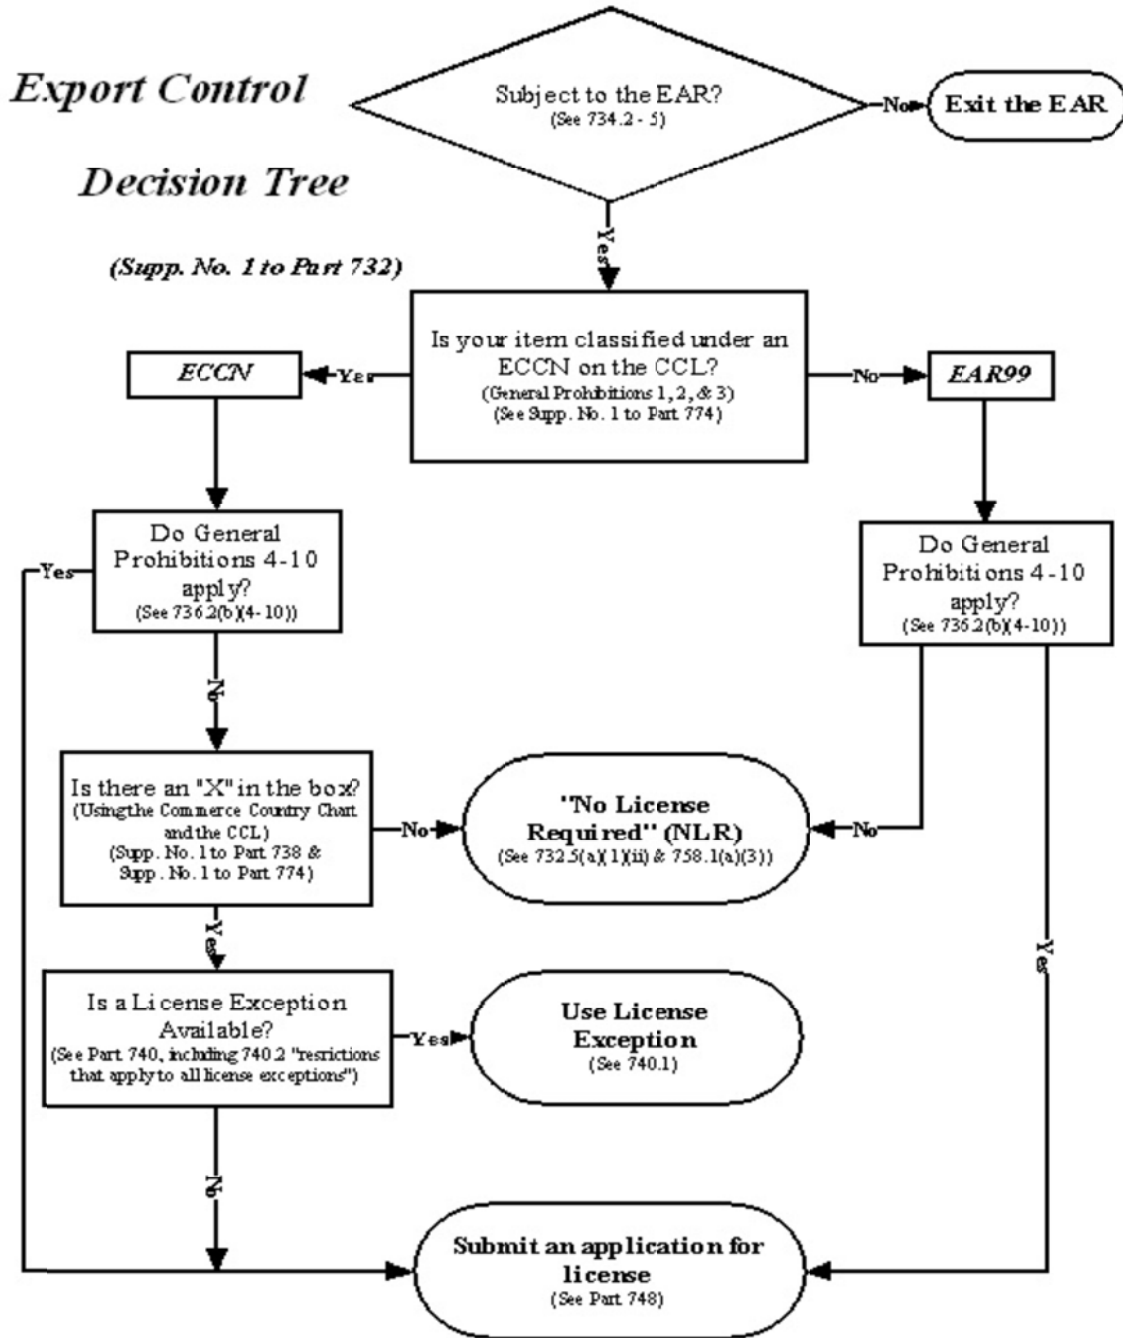 Export Control
Decision Tree
(Supp. No. 1 to Part 732)
Subject to the EAR?
(See 734.2 - 5)
No
Exit the EAR
Yes
Is your item classified under an
ECCN on the CCL?
(General Prohibitions 1, 2, & 3)
(See Supp. No. 1 to Part 774)
Yes
ECCN
No
EAR99
Do General
Prohibitions 4-10
apply?
(See 736.2(b)(4-10))
Yes
No
Do General
Prohibitions 4-10
apply?
(See 736.2(b)(4-10))
No
Yes
Is there an "X" in the box?
(Using the Commerce Country Chart
and the CCL)
(Supp. No. 1 to Part 738 &
Supp. No. 1 to Part 774)
No
"No License
Required" (NLR)
(See 732.5(a)(1)(ii) & 758.1(a)(3))
Yes
Is a License Exception
Available?
(See Part 740, including 740.2 "resrictions
that apply to all license exceptions")
Yes
Use License
Exception
(See 740.1)
No
Submit an application for
license
(See Part 748)